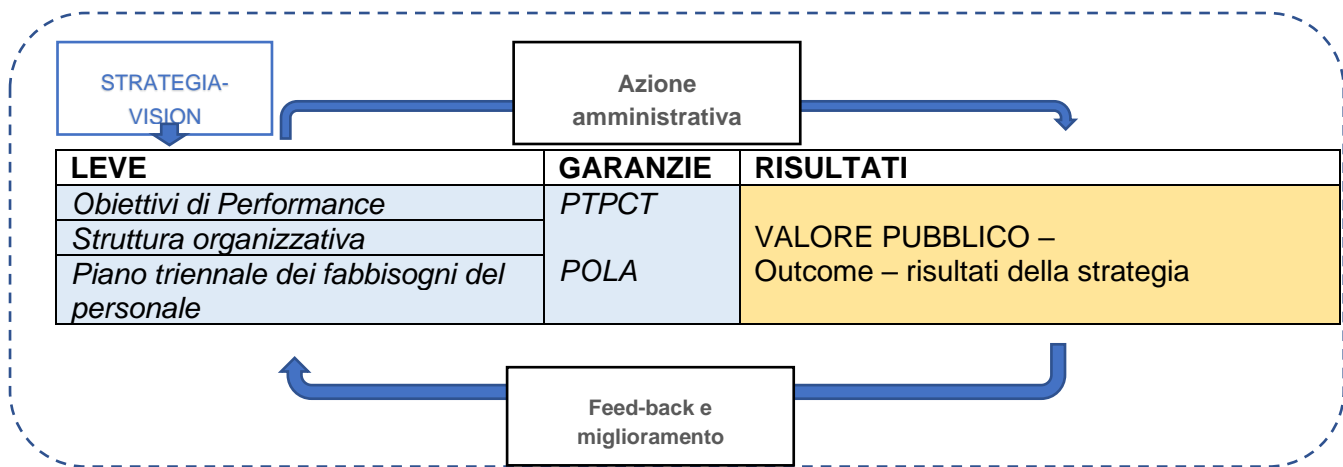 STRATEGIA-
VISION
Azione
amministrativa
LEVE GARANZIE RISULTATI
Obiettivi di Performance PTPCT
Struttura organizzativa VALORE PUBBLICO –
Piano triennale dei fabbisogni del POLA Outcome – risultati della strategia
personale
Feed-back e
miglioramento